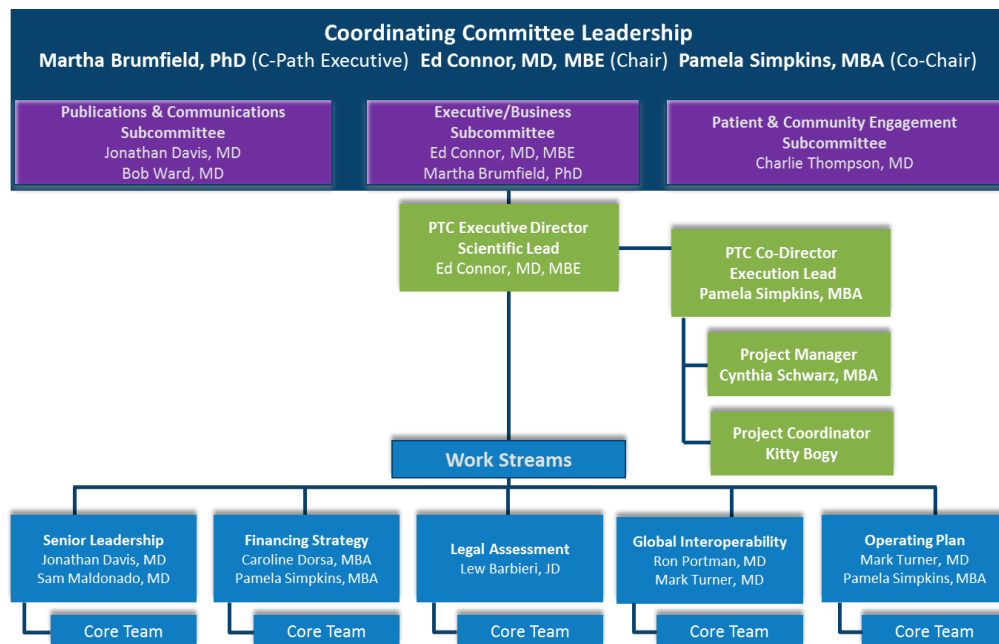 Coordinating Committee Leadership
Martha Brumfield, PhD (C-Path Executive) Ed Connor, MD, MBE (Chair) Pamela Simpkins, MBA (Co-Chair)
Publications & Communications
Subcommittee
Jonathan Davis, MD
Bob Ward, MD
Executive/Business
Subcommittee
Ed Connor, MD, MBE
Martha Brumfield, PhD
Patient & Community Engagement
Subcommittee
Charlie Thompson, MD
PTC Executive Director
Scientific Lead
Ed Connor, MD, MBE
PTC Co-Director
Execution Lead
Pamela Simpkins, MBA
Project Manager
Cynthia Schwarz, MBA
Project Coordinator
Kitty Bogy
Work Streams
Senior Leadership
Jonathan Davis, MD
Sam Maldonado, MD
Financing Strategy
Caroline Dorsa, MBA
Pamela Simpkins, MBA
Legal Assessment
Lew Barbieri, JD
Global Interoperability
Ron Portman, MD
Mark Turner, MD
Operating Plan
Mark Turner, MD
Pamela Simpkins, MBA
Core Team
Core Team
Core Team
Core Team
Core Team